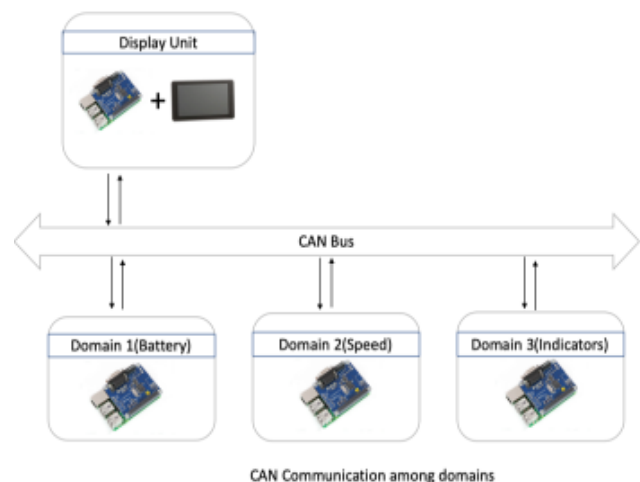 Display Unit
+
CAN Bus
Domain 1(Battery)
Domain 2(Speed)
Domain 3(Indicators)
CAN Communication among domains